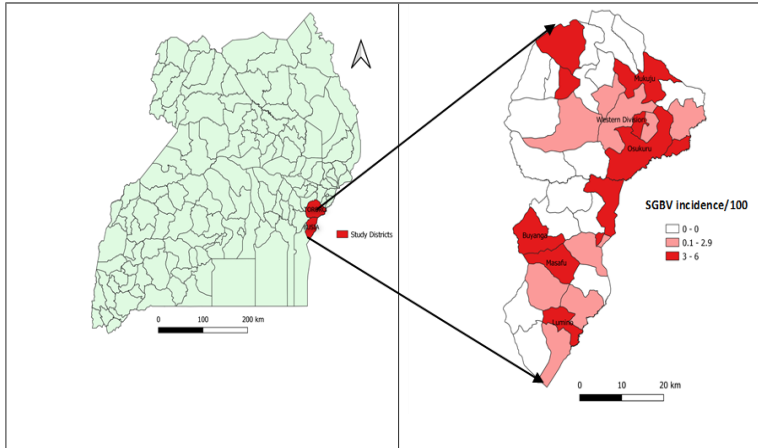 Study Districts
0 100 200 km
Mukuju
Western Division
Osukuru
Buyanga
Masafu
Lumino
SGBV incidence/100
0 - 0
0.1 - 2.9
3 - 6
0 10 20 km